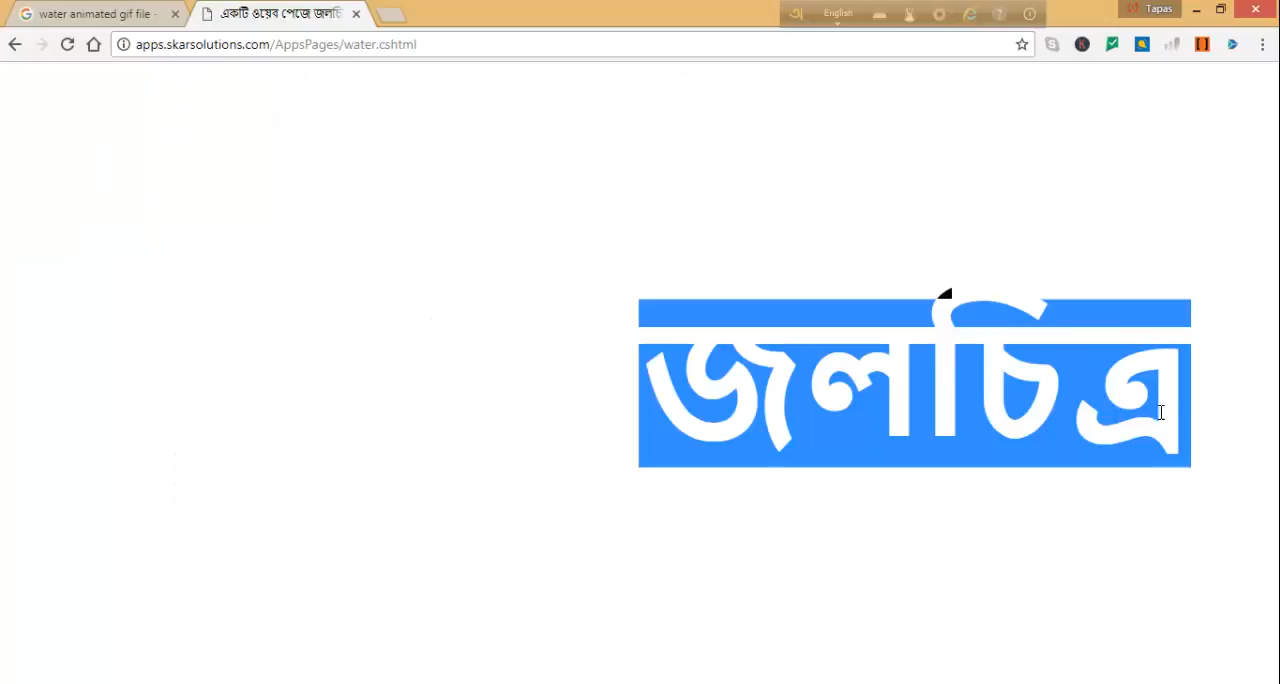 water animated gif file -
একটি ওয়েব পেজে জলচি
English
Tapas
apps.skarsolutions.com/AppsPages/water.cshtml
জলচিত্র